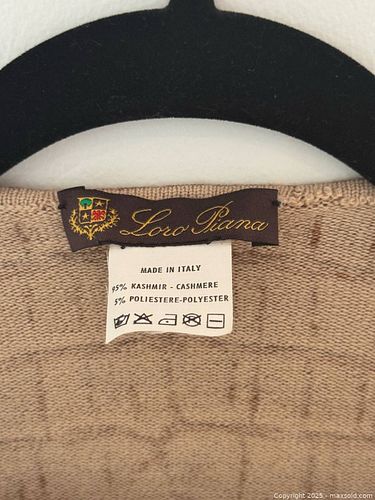 Loro Piana
MADE IN ITALY
95% KASHMIR - CASHMERE
5% POLIESTERE-POLYESTER
Copyright 2025 - maxsold.com